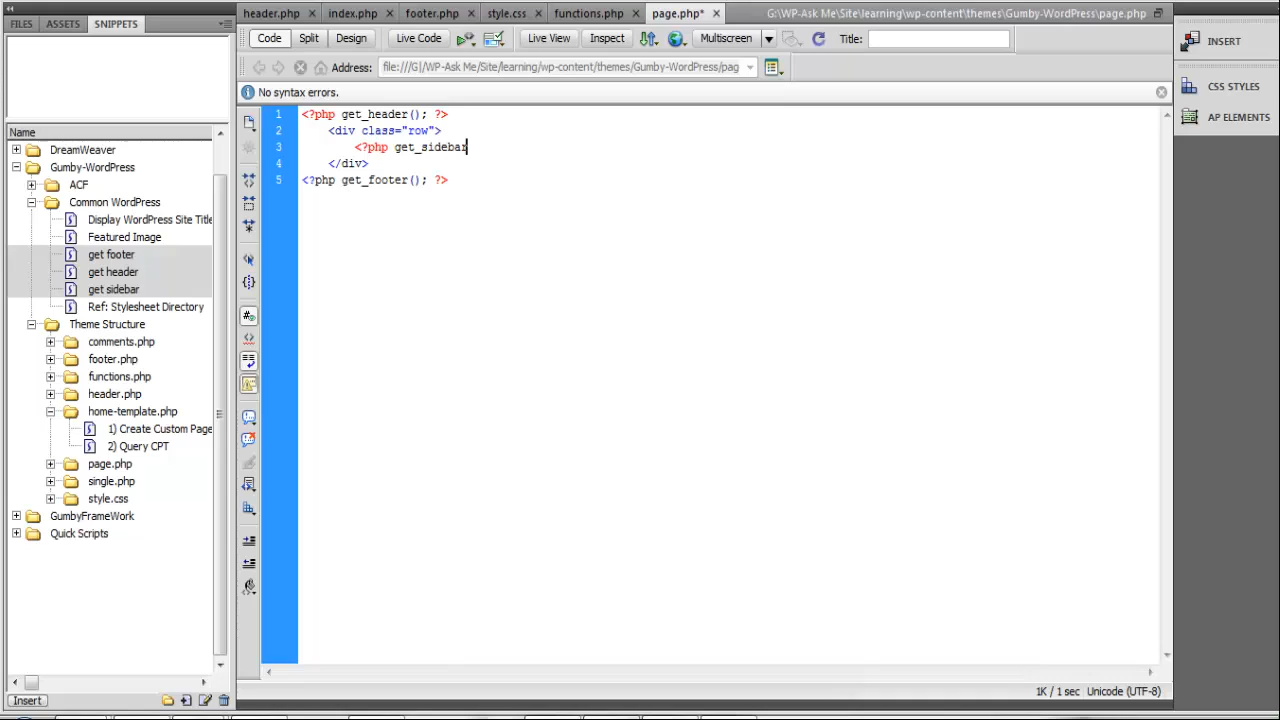 header.php
index.php
footer.php
style.css
functions.php
page.php*
G:\WP-Ask Me\Site\learning\wp-content\themes\Gumby-WordPress\page.php
FILES
ASSETS
SNIPPETS
Code
Split
Design
Live Code
Live View
Inspect
Multiscreen
Title:
Address:
file:///G|/WP-Ask Me/Site/learning/wp-content/themes/Gumby-WordPress/pag
No syntax errors.
INSERT
CSS STYLES
AP ELEMENTS
Name
DreamWeaver
Gumby-WordPress
ACF
Common WordPress
Display WordPress Site Title
Featured Image
get footer
get header
get sidebar
Ref: Stylesheet Directory
Theme Structure
comments.php
footer.php
functions.php
header.php
home-template.php
1) Create Custom Page
2) Query CPT
page.php
single.php
style.css
GumbyFrameWork
Quick Scripts
Insert
1 <?php get_header(); ?>
2 <div class="row">
3 <?php get_sidebar
4 </div>
5 <?php get_footer(); ?>
1K / 1 sec Unicode (UTF-8)